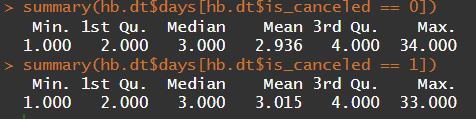 > summary(hb.dt$days[hb.dt$is_canceled == 0])
Min. 1st Qu. Median Mean 3rd Qu. Max.
1.000 2.000 3.000 2.936 4.000 34.000
> summary(hb.dt$days[hb.dt$is_canceled == 1])
Min. 1st Qu. Median Mean 3rd Qu. Max.
1.000 2.000 3.000 3.015 4.000 33.000